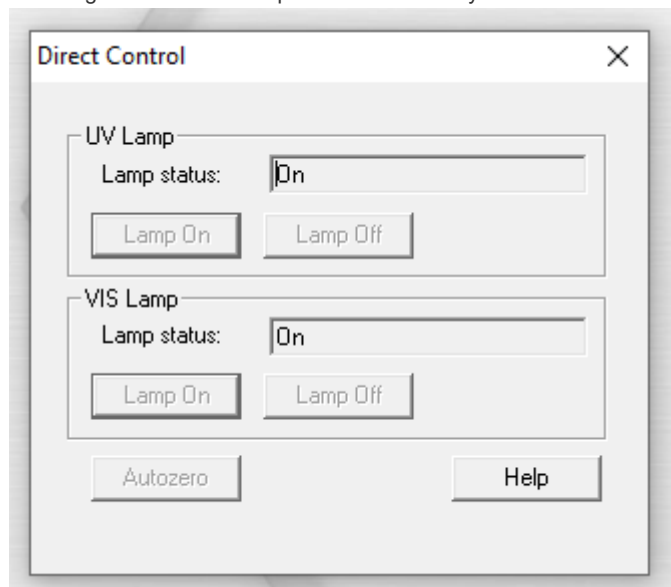 Direct Control
UV Lamp
Lamp status: On
Lamp On Lamp Off
VIS Lamp
Lamp status: On
Lamp On Lamp Off
Autozero Help